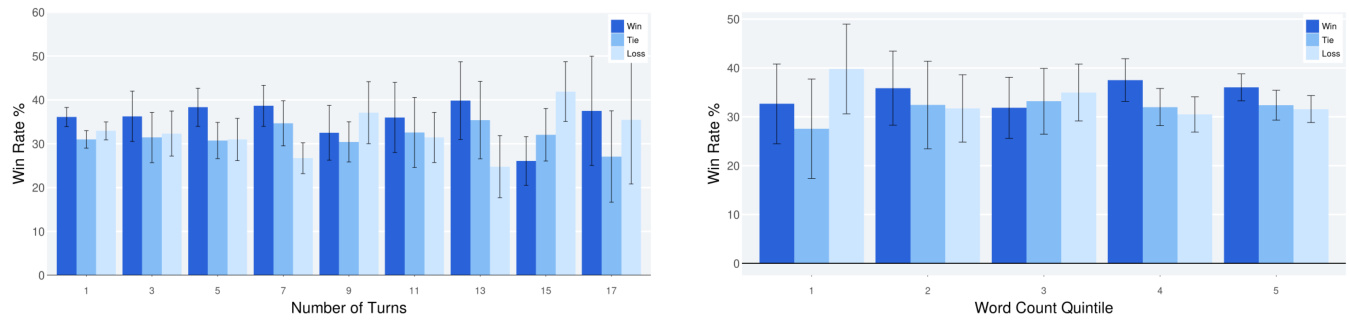 60
50
40
30
20
10
0
Win Rate %
1 3 5 7 9 11 13 15 17
Number of Turns
Win
Tie
Loss
50
40
30
20
10
0
Win Rate %
1 2 3 4 5
Word Count Quintile
Win
Tie
Loss